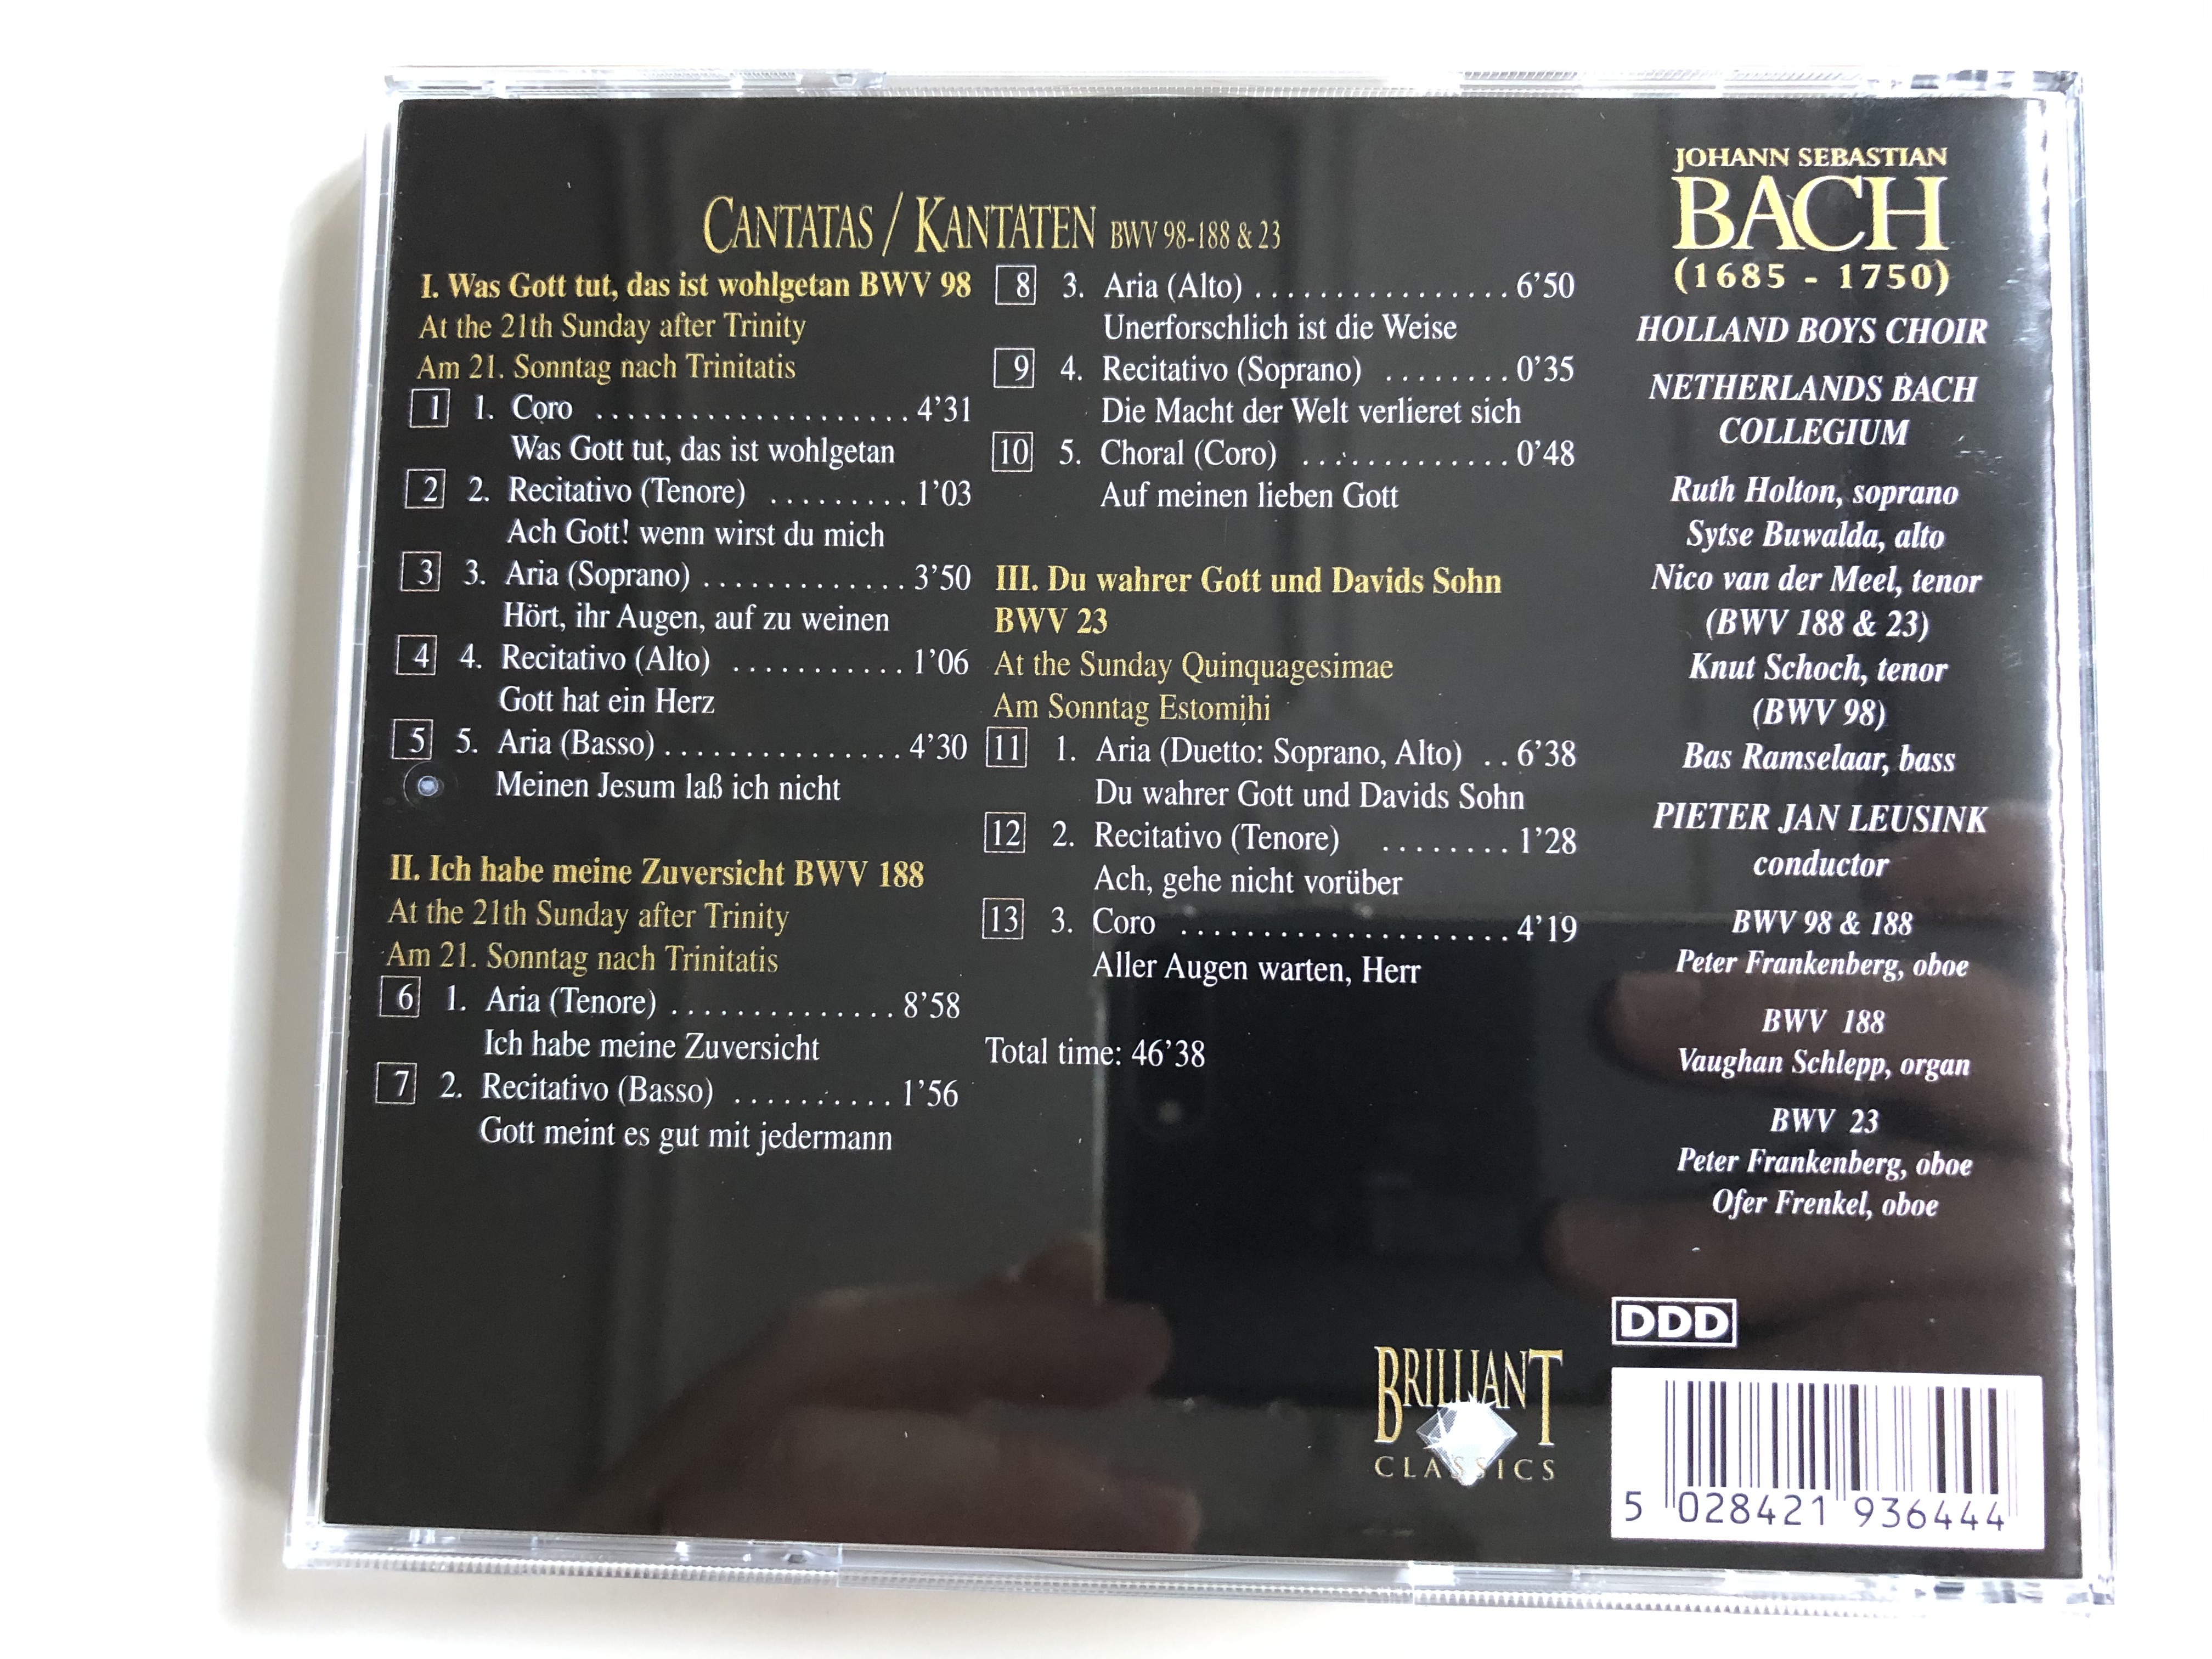 CANTATAS / KANTATEN BWV 98-188 & 23
I. Was Gott tut, das ist wohlgetan BWV 98
At the 21th Sunday after Trinity
Am 21. Sonntag nach Trinitatis
1 1. Coro .................... 4'31
Was Gott tut, das ist wohlgetan
2 2. Recitativo (Tenore) ......... 1'03
Ach Gott! wenn wirst du mich
3 3. Aria (Soprano) ............. 3'50
Hört, ihr Augen, auf zu weinen
4 4. Recitativo (Alto) ........... 1'06
Gott hat ein Herz
5 5. Aria (Basso) ............... 4'30
Meinen Jesum laß ich nicht
II. Ich habe meine Zuversicht BWV 188
At the 21th Sunday after Trinity
Am 21. Sonntag nach Trinitatis
6 1. Aria (Tenore) .............. 8'58
Ich habe meine Zuversicht
7 2. Recitativo (Basso) .......... 1'56
Gott meint es gut mit jedermann
8 3. Aria (Alto) ................ 6'50
Unerforschlich ist die Weise
9 4. Recitativo (Soprano) ........ 0'35
Die Macht der Welt verlieret sich
10 5. Choral (Coro) ............. 0'48
Auf meinen lieben Gott
III. Du wahrer Gott und Davids Sohn
BWV 23
At the Sunday Quinquagesimae
Am Sonntag Estomihi
11 1. Aria (Duetto: Soprano, Alto) .. 6'38
Du wahrer Gott und Davids Sohn
12 2. Recitativo (Tenore) ........ 1'28
Ach, gehe nicht vorüber
13 3. Coro ..................... 4'19
Aller Augen warten, Herr
Total time: 46'38
JOHANN SEBASTIAN
BACH
(1685 - 1750)
HOLLAND BOYS CHOIR
NETHERLANDS BACH
COLLEGIUM
Ruth Holton, soprano
Sytse Buwalda, alto
Nico van der Meel, tenor
(BWV 188 & 23)
Knut Schoch, tenor
(BWV 98)
Bas Ramselaar, bass
PIETER JAN LEUSINK
conductor
BWV 98 & 188
Peter Frankenberg, oboe
BWV 188
Vaughan Schlepp, organ
BWV 23
Peter Frankenberg, oboe
Ofer Frenkel, oboe
DDD
BRILLIANT
CLASSICS
5 028421 936444